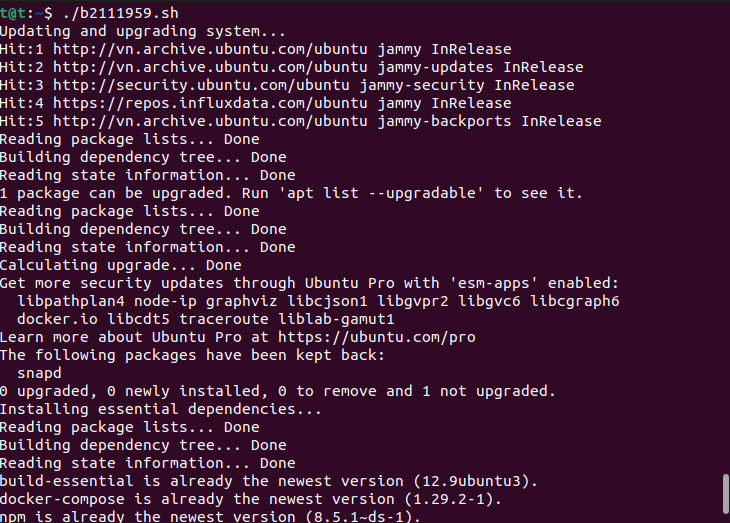 t@t:~$ ./b2111959.sh
Updating and upgrading system...
Hit:1 http://vn.archive.ubuntu.com/ubuntu jammy InRelease
Hit:2 http://vn.archive.ubuntu.com/ubuntu jammy-updates InRelease
Hit:3 http://security.ubuntu.com/ubuntu jammy-security InRelease
Hit:4 https://repos.influxdata.com/ubuntu jammy InRelease
Hit:5 http://vn.archive.ubuntu.com/ubuntu jammy-backports InRelease
Reading package lists... Done
Building dependency tree... Done
Reading state information... Done
1 package can be upgraded. Run 'apt list --upgradable' to see it.
Reading package lists... Done
Building dependency tree... Done
Reading state information... Done
Calculating upgrade... Done
Get more security updates through Ubuntu Pro with 'esm-apps' enabled:
  libpathplan4 node-ip graphviz libcjson1 libgvpr2 libgvc6 libcgraph6
  docker.io libcdt5 traceroute liblab-gamut1
Learn more about Ubuntu Pro at https://ubuntu.com/pro
The following packages have been kept back:
  snapd
0 upgraded, 0 newly installed, 0 to remove and 1 not upgraded.
Installing essential dependencies...
Reading package lists... Done
Building dependency tree... Done
Reading state information... Done
build-essential is already the newest version (12.9ubuntu3).
docker-compose is already the newest version (1.29.2-1).
npm is already the newest version (8.5.1~ds-1).